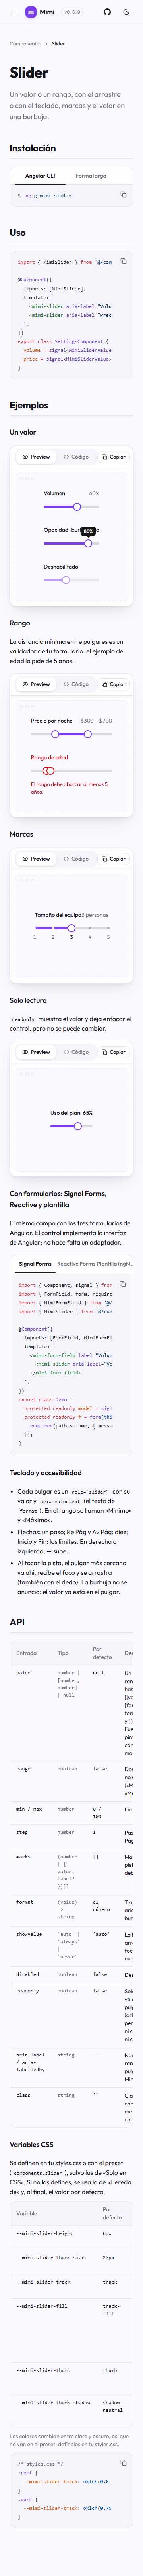 Mimi v0.6.0
Componentes > Slider
Slider
Un valor o un rango, con el arrastre
o con el teclado, marcas y el valor en
una burbuja.
Instalación
Angular CLI Forma larga
$ ng g mimi slider
Uso
import { MimiSlider } from '@/comp
@Component({
imports: [MimiSlider],
template: `
<mimi-slider aria-label="Volu
<mimi-slider aria-label="Prec
`,
})
export class SettingsComponent {
volume = signal<MimiSliderValue
price = signal<MimiSliderValue>
}
Ejemplos
Un valor
Preview Código Copiar
Volumen 60%
Opacidad · burbuja
80%
Deshabilitado
Rango
La distancia mínima entre pulgares es un
validador de tu formulario: el ejemplo de
edad la pide de 5 años.
Preview Código Copiar
Precio por noche $300 – $700
Rango de edad
El rango debe abarcar al menos 5
años.
Marcas
Preview Código Copiar
Tamaño del equipo 3 personas
1 2 3 4 5
Solo lectura
readonly muestra el valor y deja enfocar el
control, pero no se puede cambiar.
Preview Código Copiar
Uso del plan: 65%
Con formularios: Signal Forms,
Reactive y plantilla
El mismo campo con los tres formularios de
Angular. El control implementa la interfaz
de Angular: no hace falta un adaptador.
Signal Forms Reactive Forms Plantilla (ngM…
import { Component, signal } from
import { FormField, form, require
import { MimiFormField } from '@/
import { MimiSlider } from '@/com
@Component({
imports: [FormField, MimiFormFi
template: `
<mimi-form-field label="Volum
<mimi-slider aria-label="Vo
</mimi-form-field>
`,
})
export class Demo {
protected readonly model = sign
protected readonly f = form(thi
required(path.volume, { messa
});
}
Teclado y accesibilidad
Cada pulgar es un role="slider" con su
valor y aria-valuetext (el texto de
format ). En el rango se llaman «Mínimo»
y «Máximo».
Flechas: un paso; Re Pág y Av Pág: diez;
Inicio y Fin: los límites. En derecha a
izquierda, ← sube.
Al tocar la pista, el pulgar más cercano
va ahí, recibe el foco y se arrastra
(también con el dedo). La burbuja no se
anuncia: el valor ya está en el pulgar.
API
Entrada Tipo Por defecto
value number | [number, number] | null null
range boolean false
min / max number 0 / 100
step number 1
marks (number | { value, label? })[] []
format (value) => string el número
showValue 'auto' | 'always' | 'never' 'auto'
disabled boolean false
readonly boolean false
aria-label / aria-labelledby string —
class string ''
Variables CSS
Se definen en tu styles.css o con el preset
( components.slider ), salvo las de «Solo en
CSS». Si no las defines, se usa la de «Hereda
de» y, al final, el valor por defecto.
Variable Por defecto
--mimi-slider-height 6px
--mimi-slider-thumb-size 20px
--mimi-slider-track track
--mimi-slider-fill track-fill
--mimi-slider-thumb thumb
--mimi-slider-thumb-shadow shadow-neutral
Los colores cambian entre claro y oscuro, así que
no van en el preset: defínelos en tu styles.css.
/* styles.css */
:root {
--mimi-slider-track: oklch(0.6
}
.dark {
--mimi-slider-track: oklch(0.75
}